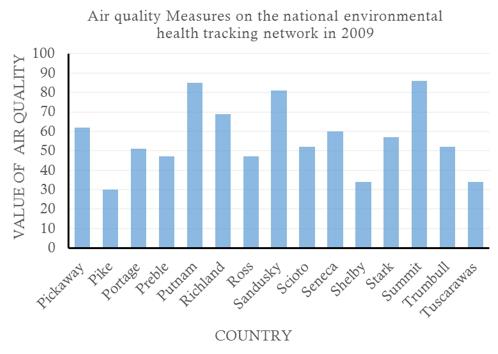 Air quality Measures on the national environmental
health tracking network in 2009
VALUE OF AIR QUALITY
100
90
80
70
60
50
40
30
20
10
0
Pickaway
Pike
Portage
Preble
Putnam
Richland
Ross
Sandusky
Scioto
Seneca
Shelby
Stark
Summit
Trumbull
Tuscarawas
COUNTRY